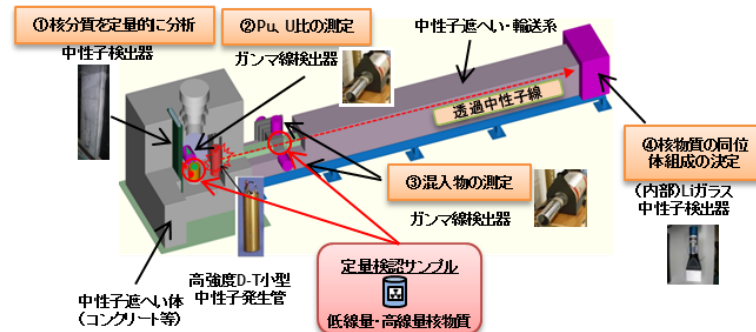 ①核分質を定量的に分析
中性子検出器
②Pu、U比の測定
ガンマ線検出器
中性子遮へい・輸送系
透過中性子線
④核物質の同位
体組成の決定
(内部)Liガラス
中性子検出器
③混入物の測定
ガンマ線検出器
高強度D-T小型
中性子発生管
中性子遮へい体
(コンクリート等)
定量検認サンプル
低線量・高線量核物質